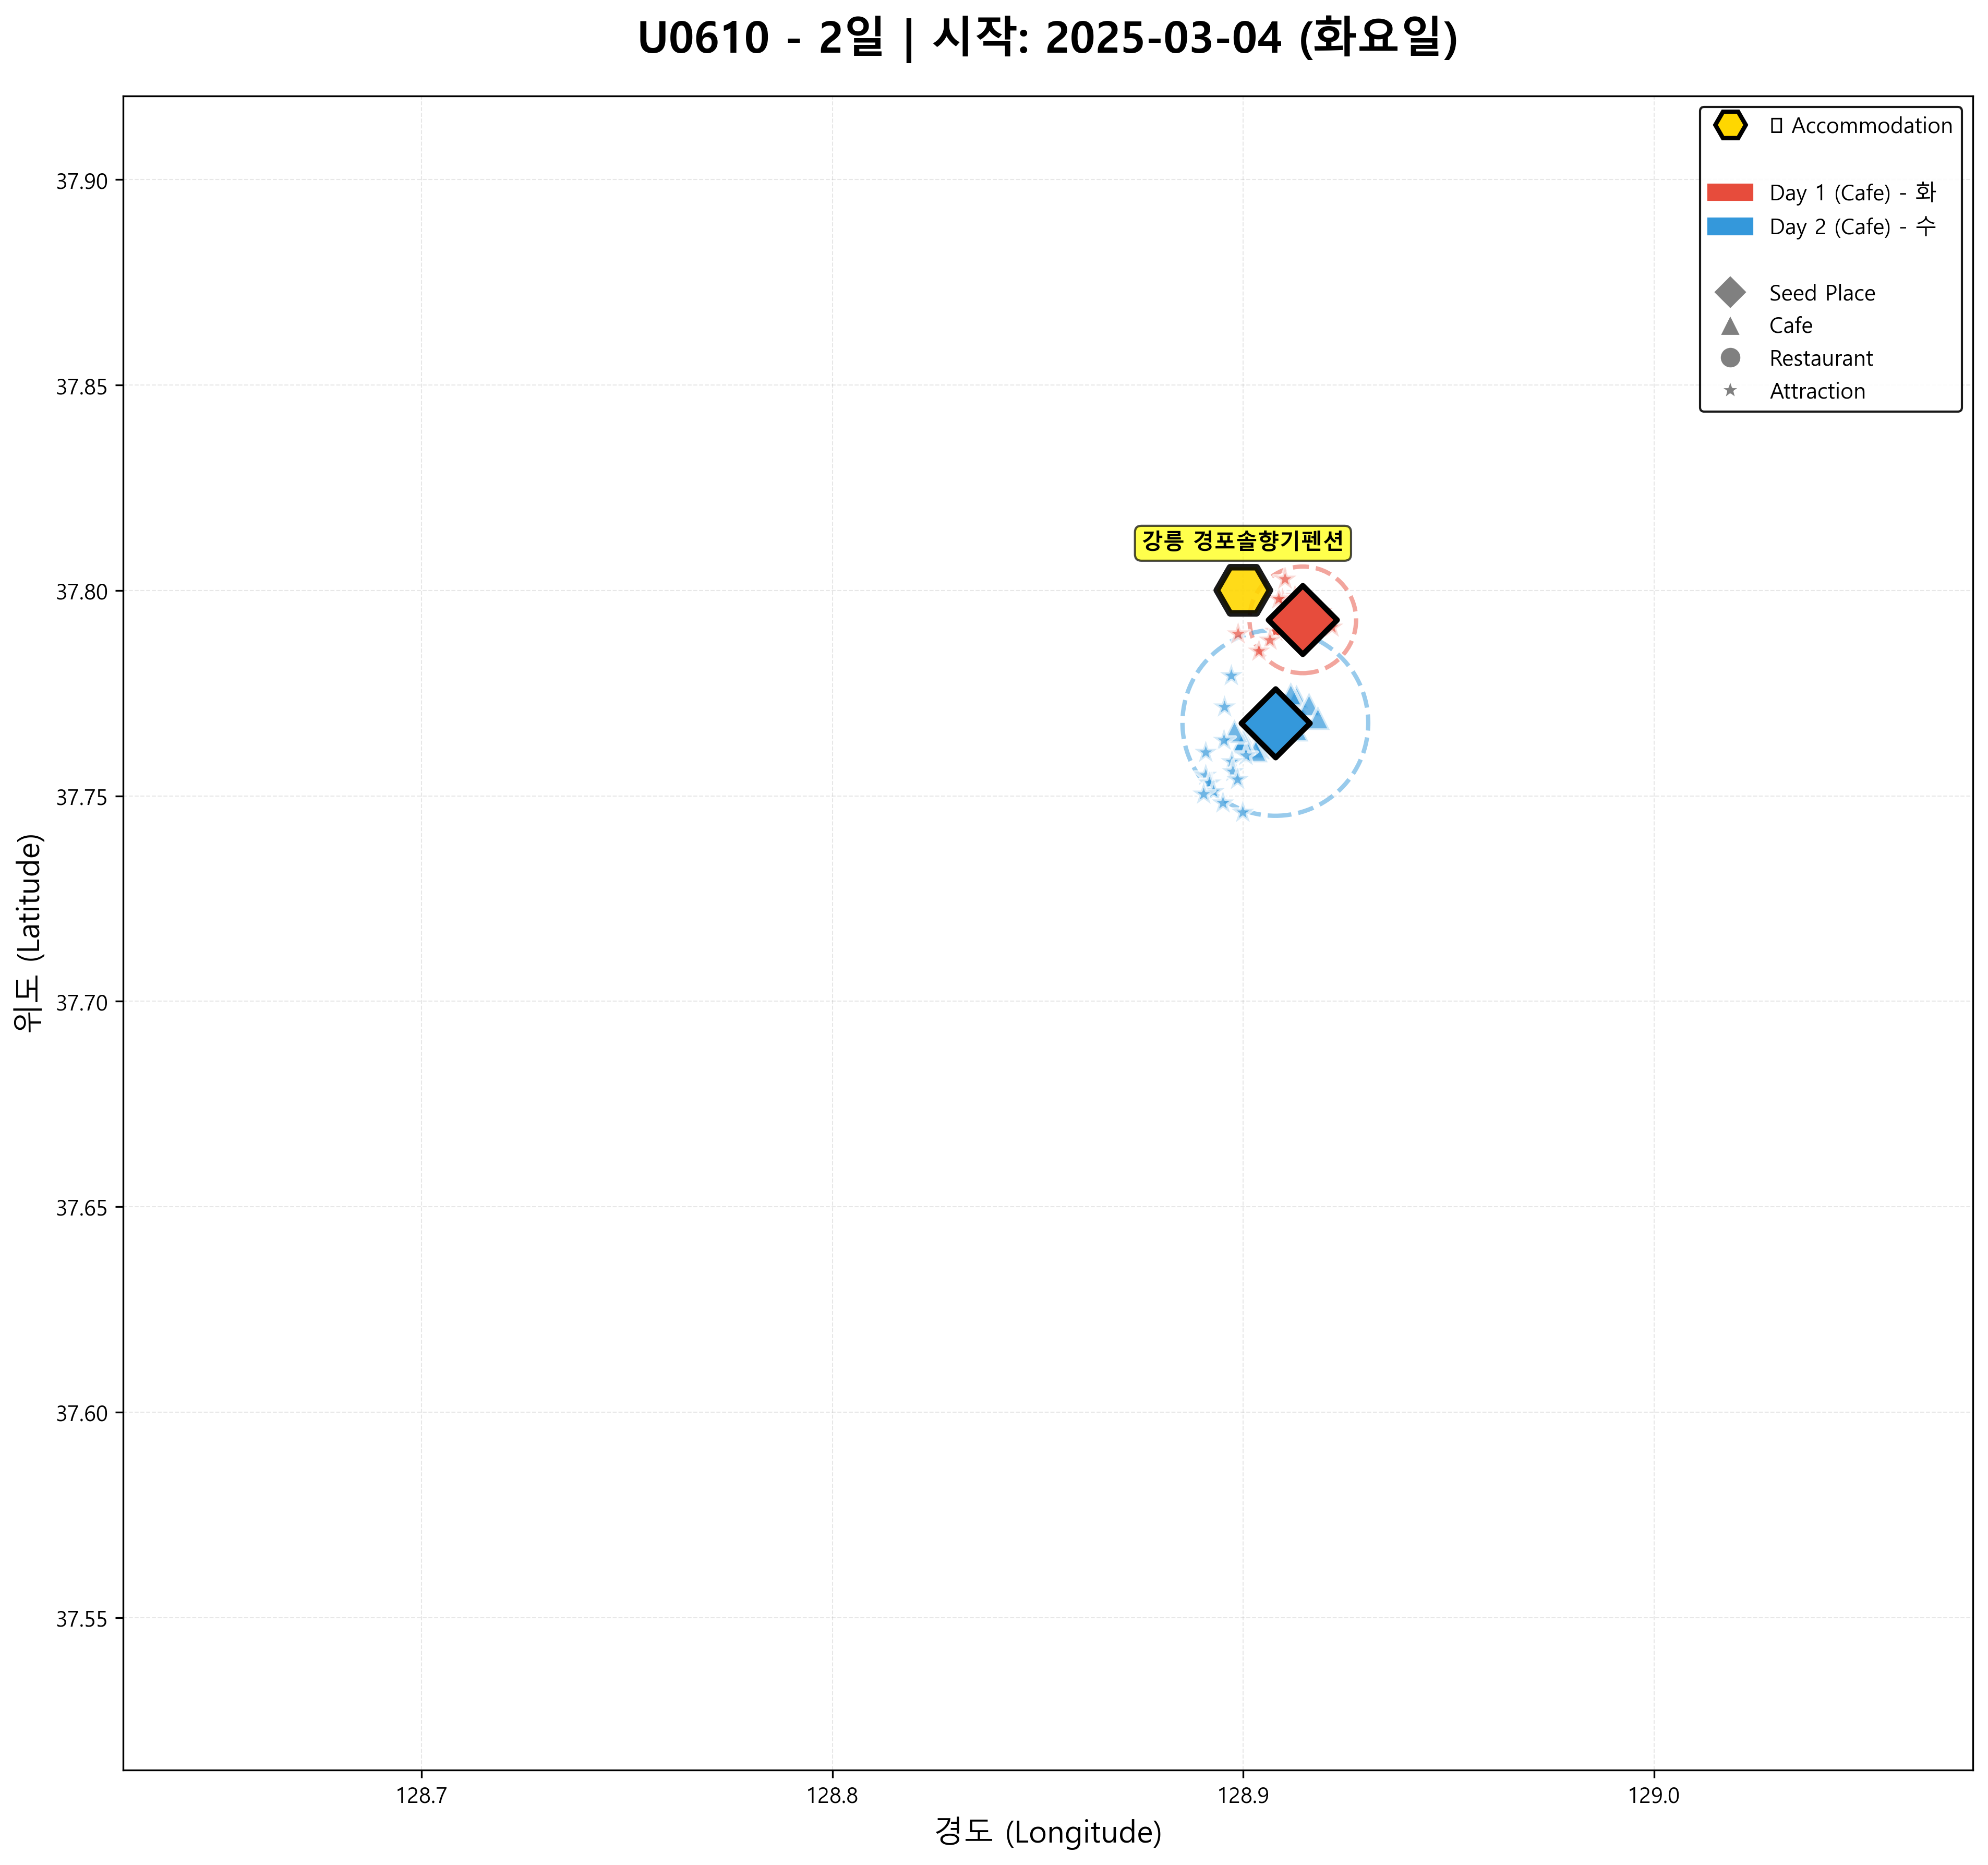 U0610 - 2일 | 시작: 2025-03-04 (화요일)
Accommodation
Day 1 (Cafe) - 화
Day 2 (Cafe) - 수
Seed Place
Cafe
Restaurant
Attraction
강릉 경포솔향기펜션
위도 (Latitude)
37.90
37.85
37.80
37.75
37.70
37.65
37.60
37.55
128.7
128.8
128.9
129.0
경도 (Longitude)